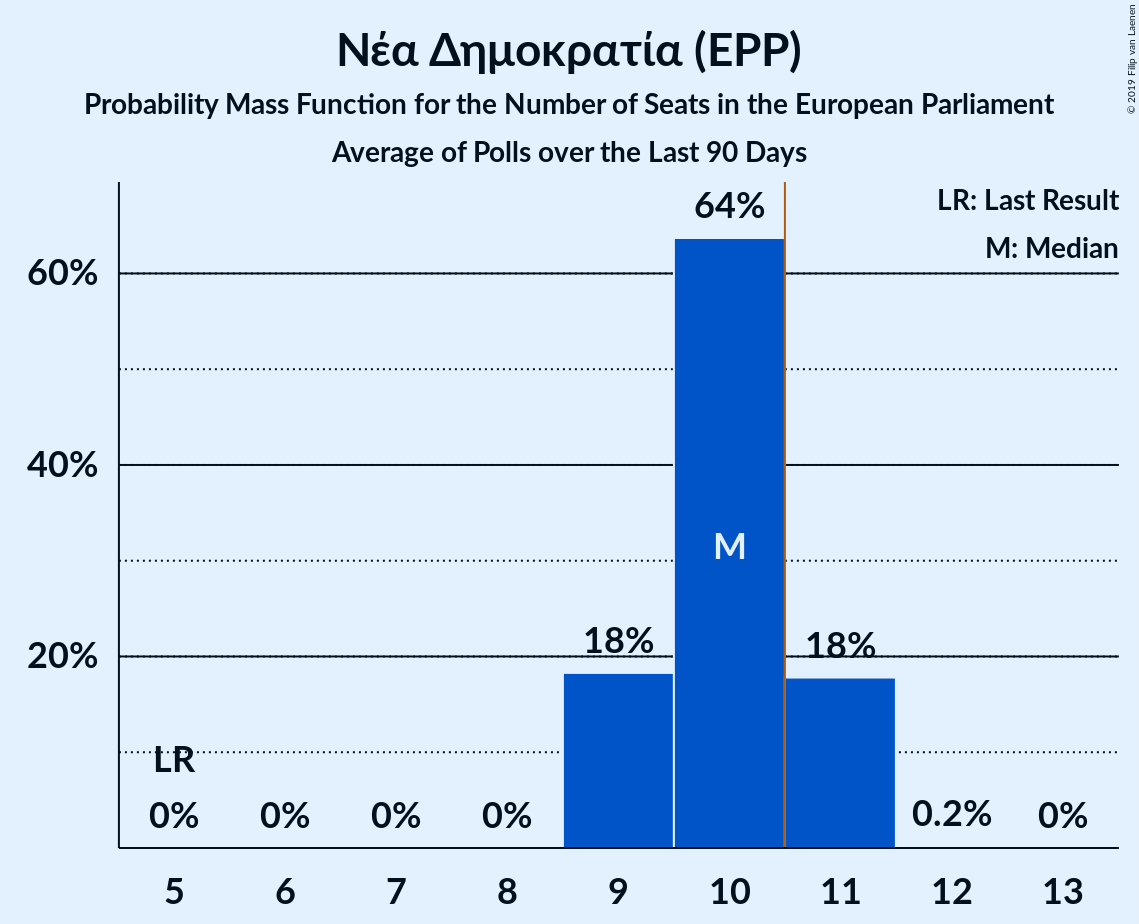 Νέα Δημοκρατία (EPP)
Probability Mass Function for the Number of Seats in the European Parliament
Average of Polls over the Last 90 Days
© 2019 Filip van Laenen
LR: Last Result
M: Median
64%
60%
40%
M
18%
18%
20%
LR
0%
0%
0%
0%
0.2%
0%
5
6
7
8
9
10
11
12
13